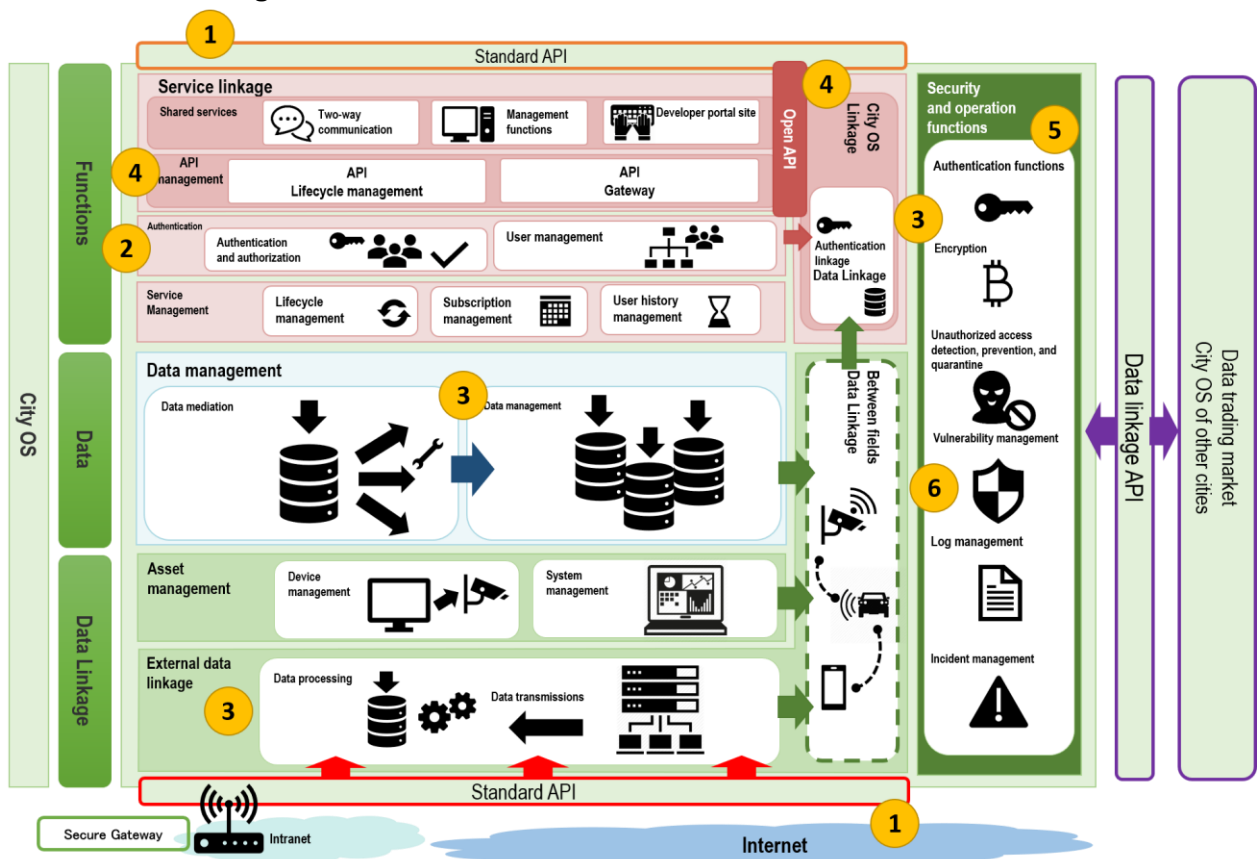 1
Standard API
City OS
Functions
Data
Data Linkage
Service linkage
Shared services
Two-way
communication
Management
functions
Developer portal site
4
API
management
API
Lifecycle management
API
Gateway
Open API
4
City OS
Linkage
2
Authentication
Authentication
and authorization
User management
3
Authentication
linkage
Data Linkage
Service
Management
Lifecycle
management
Subscription
management
User history
management
Data management
Data mediation
3
Data management
Between fields
Data Linkage
Asset
management
Device
management
System
management
External data
linkage
3
Data processing
Data transmissions
Security
and operation
functions
5
Authentication functions
Encryption
Unauthorized access
detection, prevention, and
quarantine
Vulnerability management
6
Log management
Incident management
Data linkage API
Data trading market
City OS of other cities
Standard API
1
Secure Gateway
Intranet
Internet